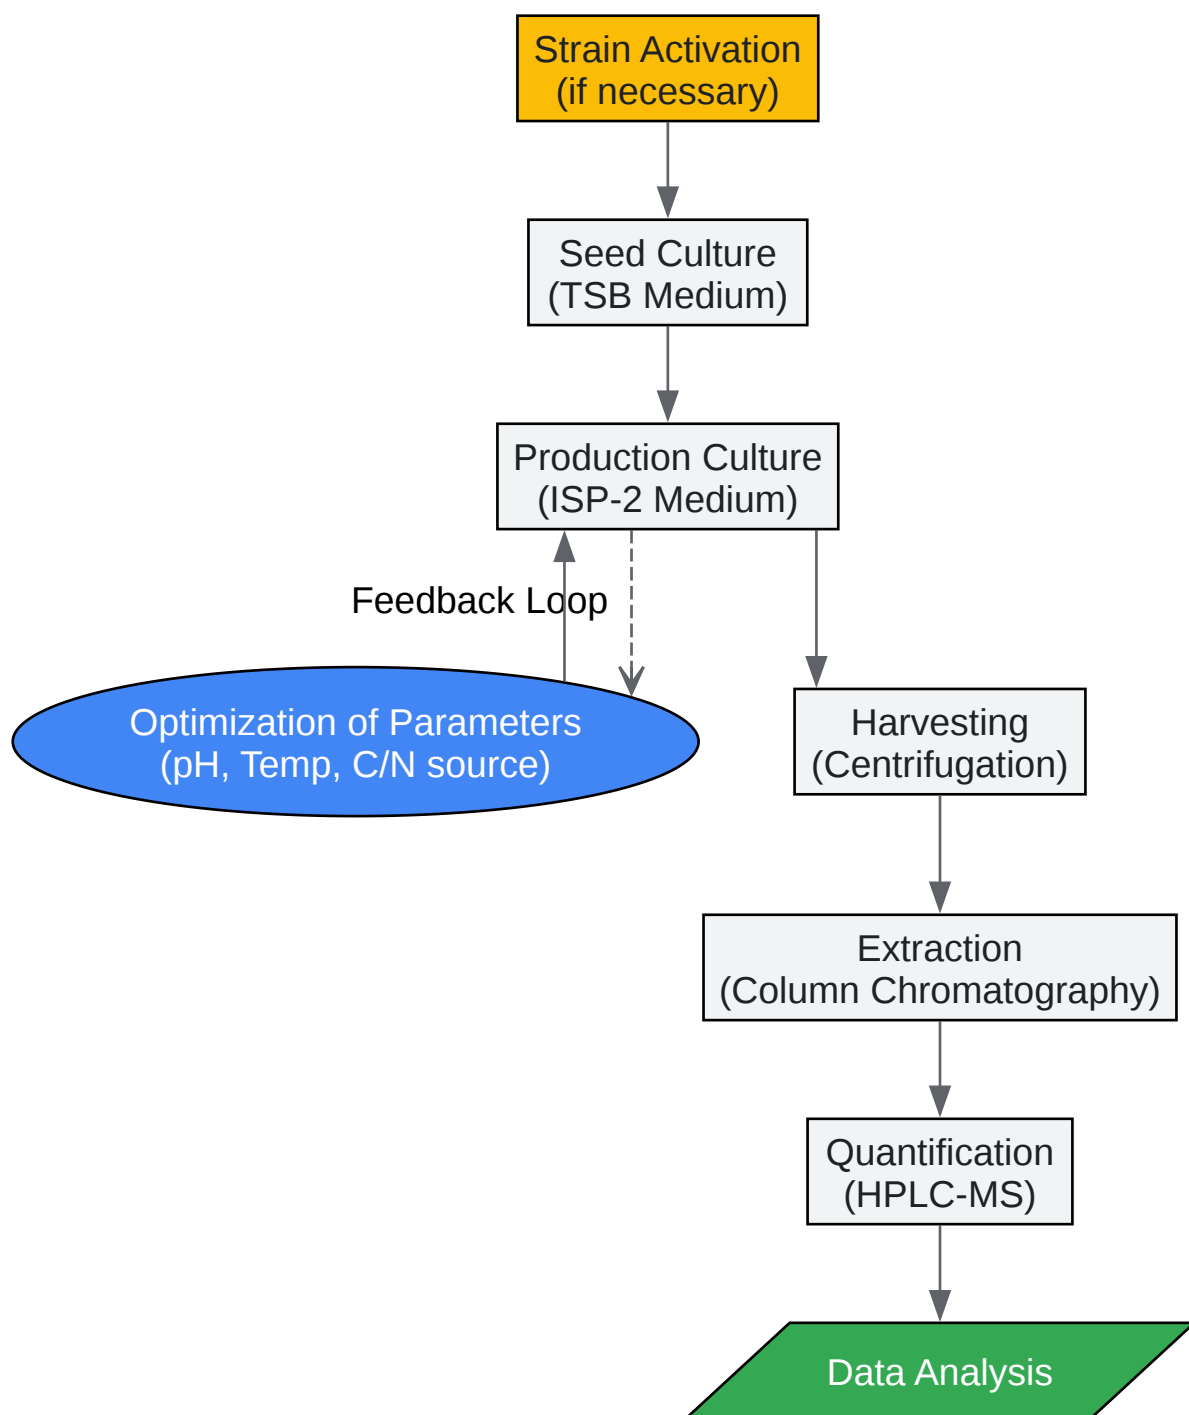 Strain Activation
(if necessary)
Seed Culture
(TSB Medium)
Production Culture
(ISP-2 Medium)
Feedback Loop
Optimization of Parameters
(pH, Temp, C/N source)
Harvesting
(Centrifugation)
Extraction
(Column Chromatography)
Quantification
(HPLC-MS)
Data Analysis